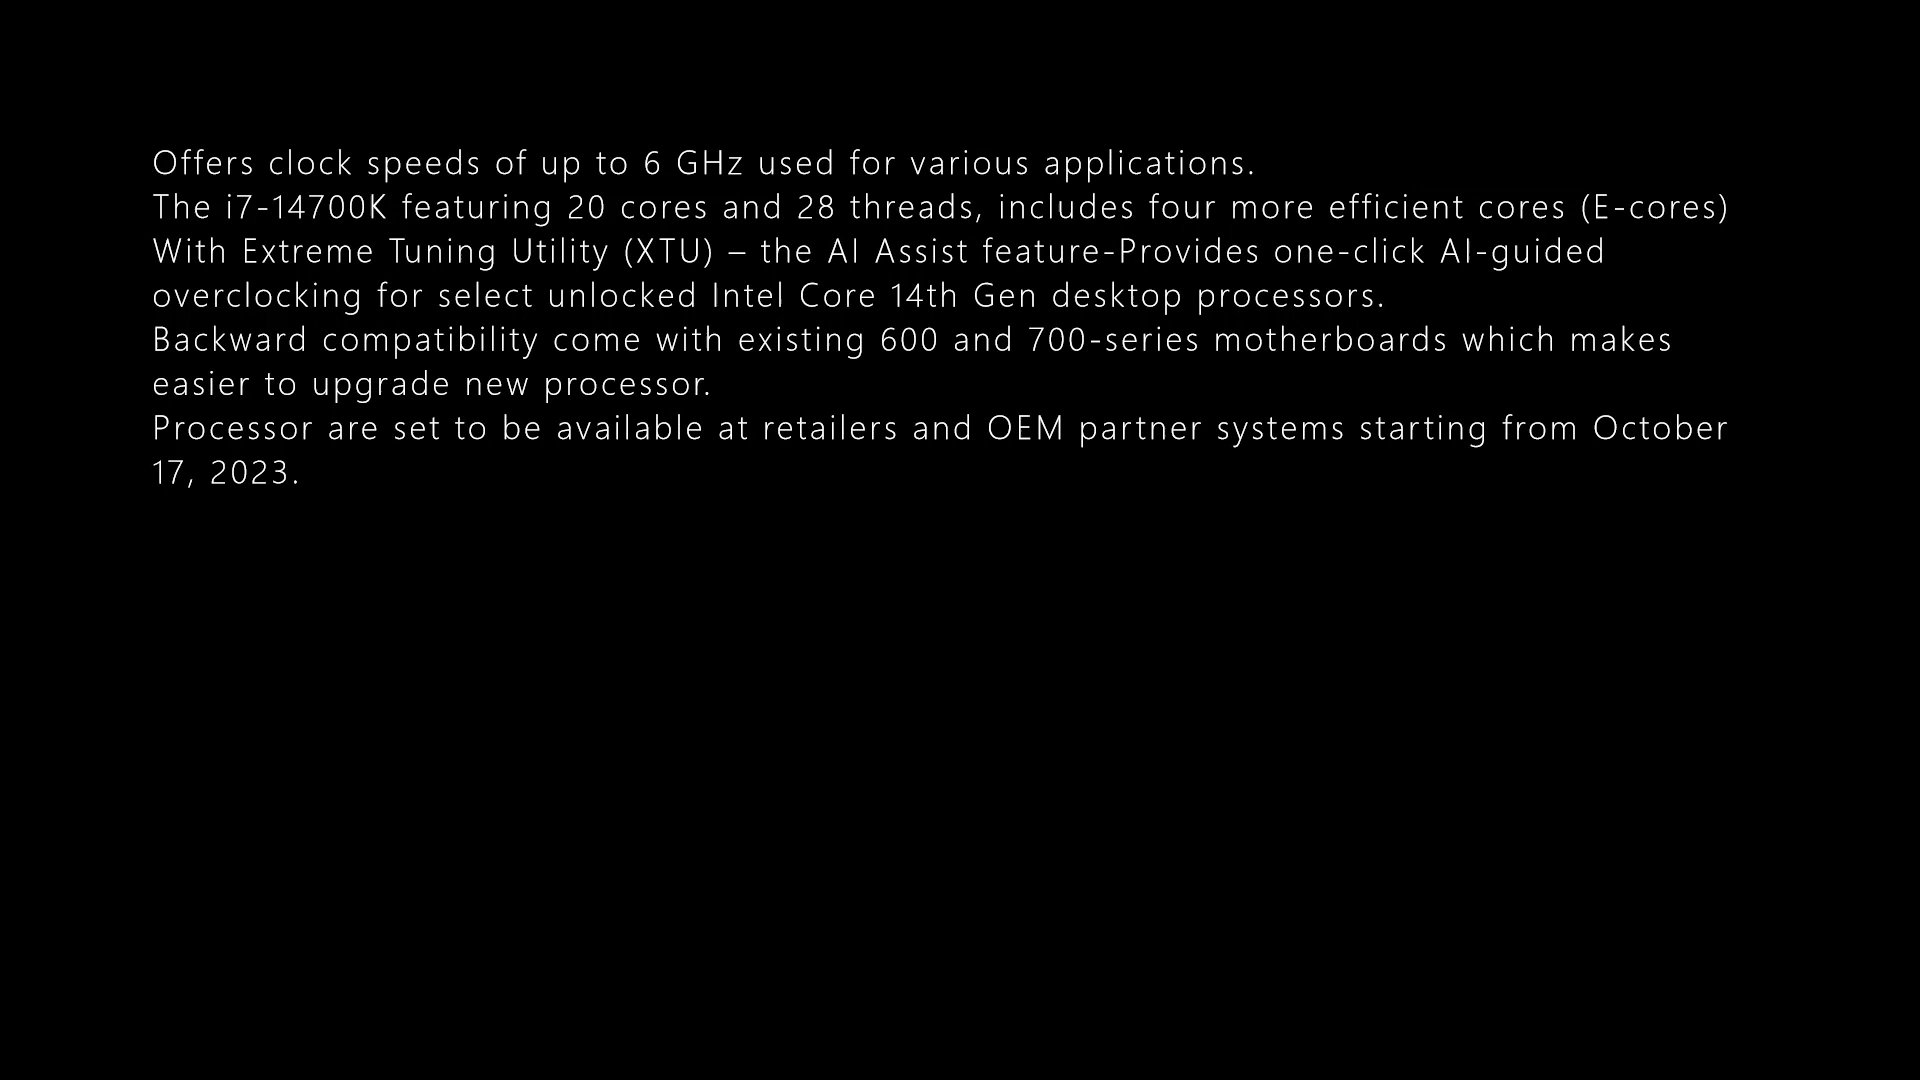 Offers clock speeds of up to 6 GHz used for various applications.
The i7-14700K featuring 20 cores and 28 threads, includes four more efficient cores (E-cores)
With Extreme Tuning Utility (XTU) – the AI Assist feature-Provides one-click AI-guided
overclocking for select unlocked Intel Core 14th Gen desktop processors.
Backward compatibility come with existing 600 and 700-series motherboards which makes
easier to upgrade new processor.
Processor are set to be available at retailers and OEM partner systems starting from October
17, 2023.